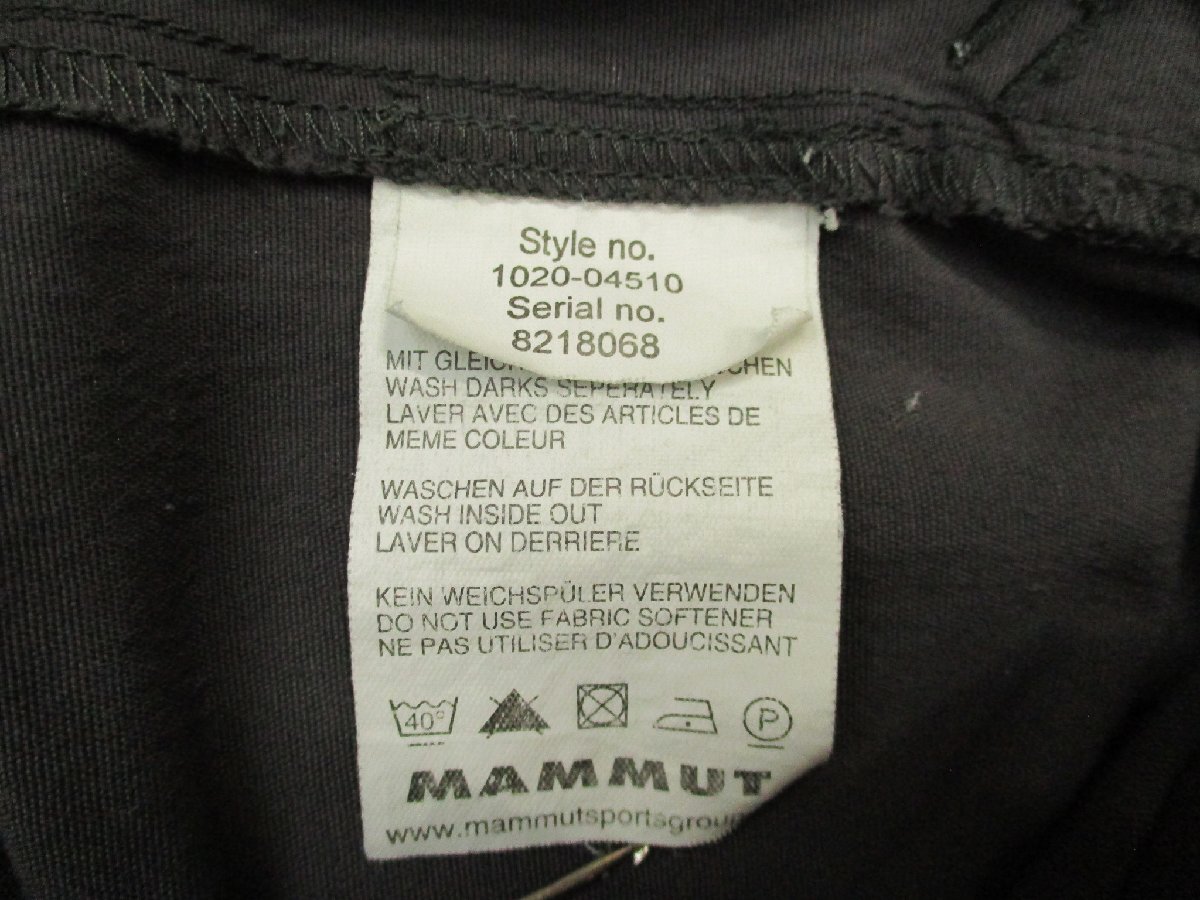 Style no.
1020-04510
Serial no.
8218068
MIT
WASH DARKS SEPERATELY
LAVER AVEC DES ARTICLES DE
MEME COLEUR
WASCHEN AUF DER RÜCKSEITE
WASH INSIDE OUT
LAVER ON DERRIERE
KEIN WEICHSPÜLER VERWENDEN
DO NOT USE FABRIC SOFTENER
NE PAS UTILISER D'ADOUCISSANT
40° P
MAMMUT
www.mammutsportsgroup